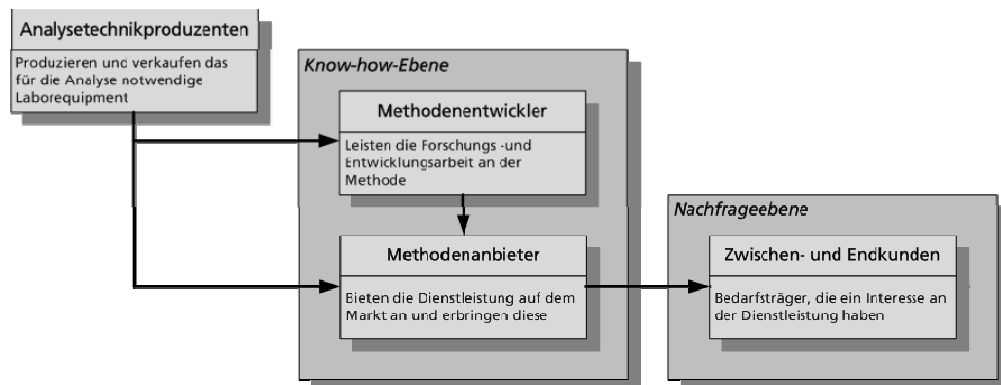 Analysetechnikproduzenten
Produzieren und verkaufen das
für die Analyse notwendige
Laborequipment
Know-how-Ebene
Methodenentwickler
Leisten die Forschungs -und
Entwicklungsarbeit an der
Methode
Methodenanbieter
Bieten die Dienstleistung auf dem
Markt an und erbringen diese
Nachfrageebene
Zwischen- und Endkunden
Bedarfsträger, die ein Interesse an
der Dienstleistung haben